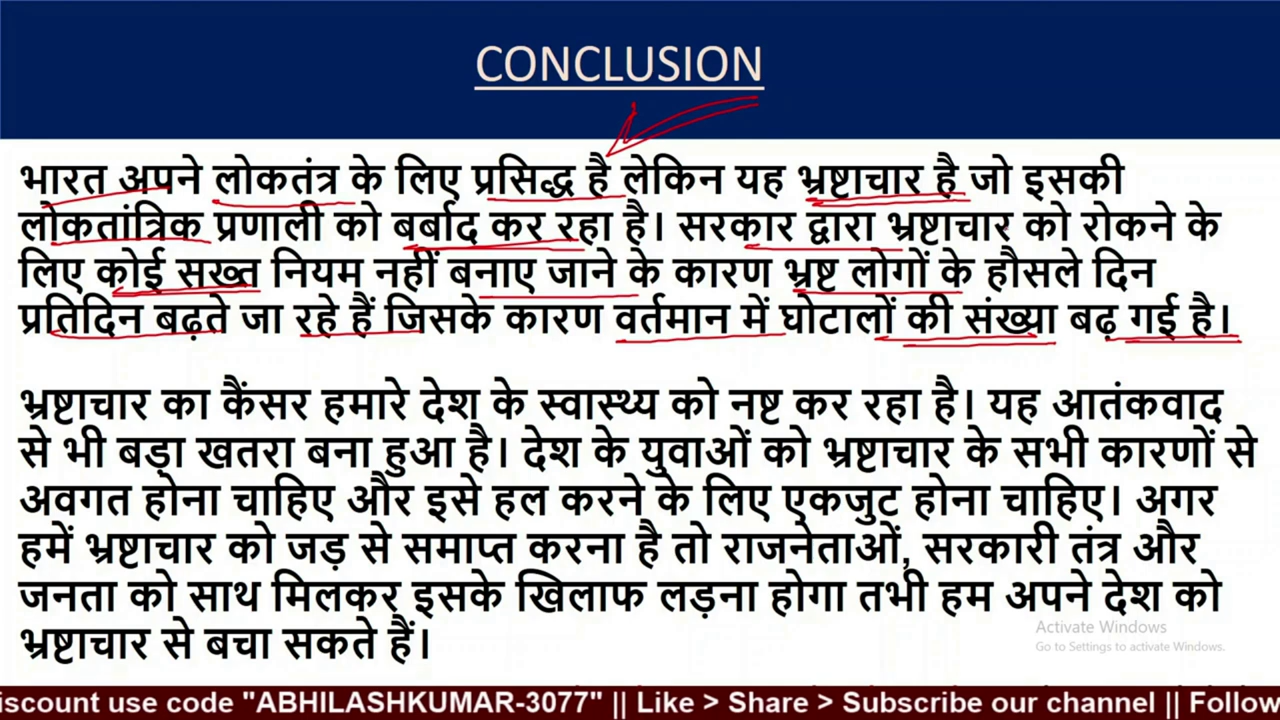 CONCLUSION
भारत अपने लोकतंत्र के लिए प्रसिद्ध है लेकिन यह भ्रष्टाचार है जो इसकी
लोकतांत्रिक प्रणाली को बर्बाद कर रहा है। सरकार द्वारा भ्रष्टाचार को रोकने के
लिए कोई सख्त नियम नहीं बनाए जाने के कारण भ्रष्ट लोगों के हौसले दिन
प्रतिदिन बढ़ते जा रहे हैं जिसके कारण वर्तमान में घोटालों की संख्या बढ़ गई है।
भ्रष्टाचार का कैंसर हमारे देश के स्वास्थ्य को नष्ट कर रहा है। यह आतंकवाद
से भी बड़ा खतरा बना हुआ है। देश के युवाओं को भ्रष्टाचार के सभी कारणों से
अवगत होना चाहिए और इसे हल करने के लिए एकजुट होना चाहिए। अगर
हमें भ्रष्टाचार को जड़ से समाप्त करना है तो राजनेताओं, सरकारी तंत्र और
जनता को साथ मिलकर इसके खिलाफ लड़ना होगा तभी हम अपने देश को
भ्रष्टाचार से बचा सकते हैं।
Activate Windows
Go to Settings to activate Windows.
iscount use code "ABHILASHKUMAR-3077" || Like > Share > Subscribe our channel || Follow